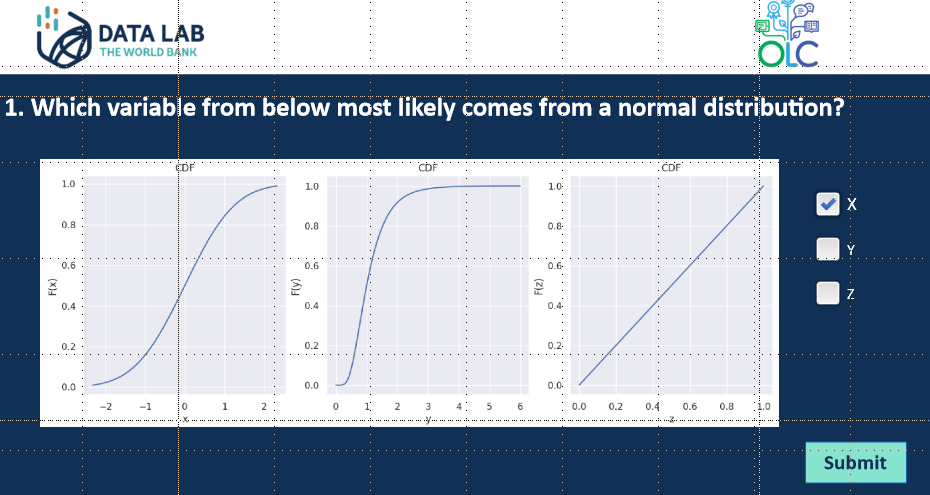 DATA LAB
THE WORLD BANK
OLC
1. Which variable from below most likely comes from a normal distribution?
CDF
1.0
0.8
0.6
0.4
0.2
0.0
F(x)
−2 −1 0 1 2
x
CDF
1.0
0.8
0.6
0.4
0.2
0.0
F(y)
0 1 2 3 4 5 6
y
CDF
1.0
0.8
0.6
0.4
0.2
0.0
F(z)
0.0 0.2 0.4 0.6 0.8 1.0
z
X
Y
Z
Submit